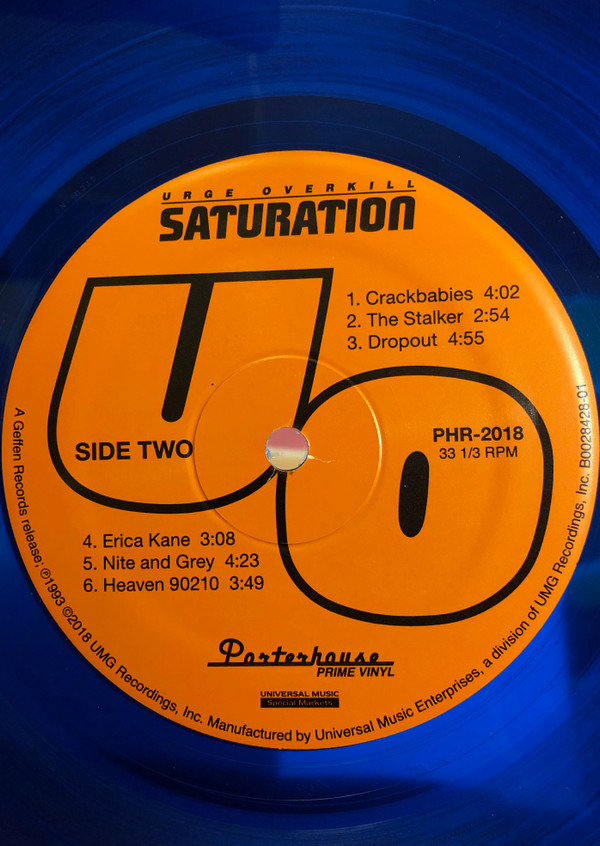 URGE OVERKILL
SATURATION
UO
1. Crackbabies 4:02
2. The Stalker 2:54
3. Dropout 4:55
SIDE TWO
PHR-2018
33 1/3 RPM
4. Erica Kane 3:08
5. Nite and Grey 4:23
6. Heaven 90210 3:49
Porterhouse
PRIME VINYL
UNIVERSAL MUSIC
Special Markets
A Geffen Records release; ℗1993 ©2018 UMG Recordings, Inc. Manufactured by Universal Music Enterprises, a division of UMG Recordings, Inc. B0028428-01